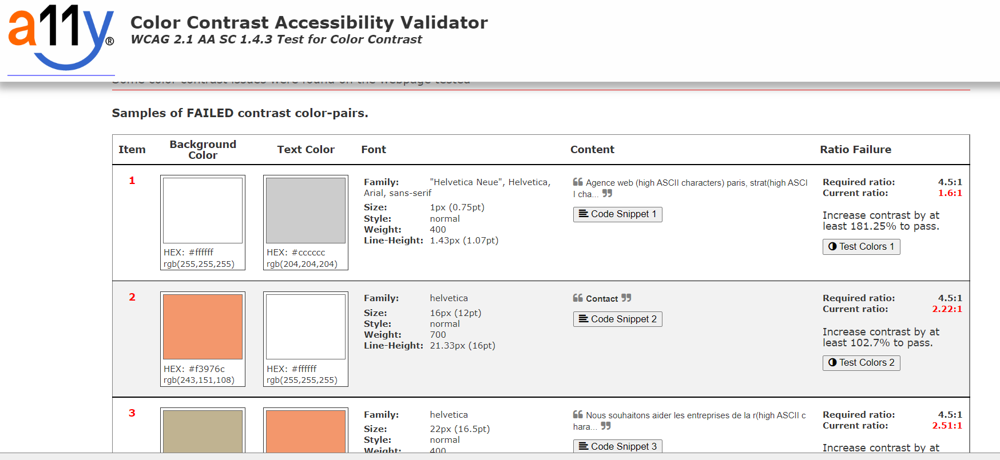 a11y®
Color Contrast Accessibility Validator
WCAG 2.1 AA SC 1.4.3 Test for Color Contrast
Some color contrast issues were found on the webpage tested
Samples of FAILED contrast color-pairs.
Item
Background
Color
Text Color
Font
Content
Ratio Failure
1
HEX: #ffffff
rgb(255,255,255)
HEX: #cccccc
rgb(204,204,204)
Family: "Helvetica Neue", Helvetica,
Arial, sans-serif
Size: 1px (0.75pt)
Style: normal
Weight: 400
Line-Height: 1.43px (1.07pt)
❝ Agence web (high ASCII characters) paris, strat(high ASCI
I cha... ❞
Code Snippet 1
Required ratio: 4.5:1
Current ratio: 1.6:1
Increase contrast by at
least 181.25% to pass.
Test Colors 1
2
HEX: #f3976c
rgb(243,151,108)
HEX: #ffffff
rgb(255,255,255)
Family: helvetica
Size: 16px (12pt)
Style: normal
Weight: 700
Line-Height: 21.33px (16pt)
❝ Contact ❞
Code Snippet 2
Required ratio: 4.5:1
Current ratio: 2.22:1
Increase contrast by at
least 102.7% to pass.
Test Colors 2
3
Family: helvetica
Size: 22px (16.5pt)
Style: normal
Weight: 400
❝ Nous souhaitons aider les entreprises de la r(high ASCII c
hara... ❞
Code Snippet 3
Required ratio: 4.5:1
Current ratio: 2.51:1
Increase contrast by at